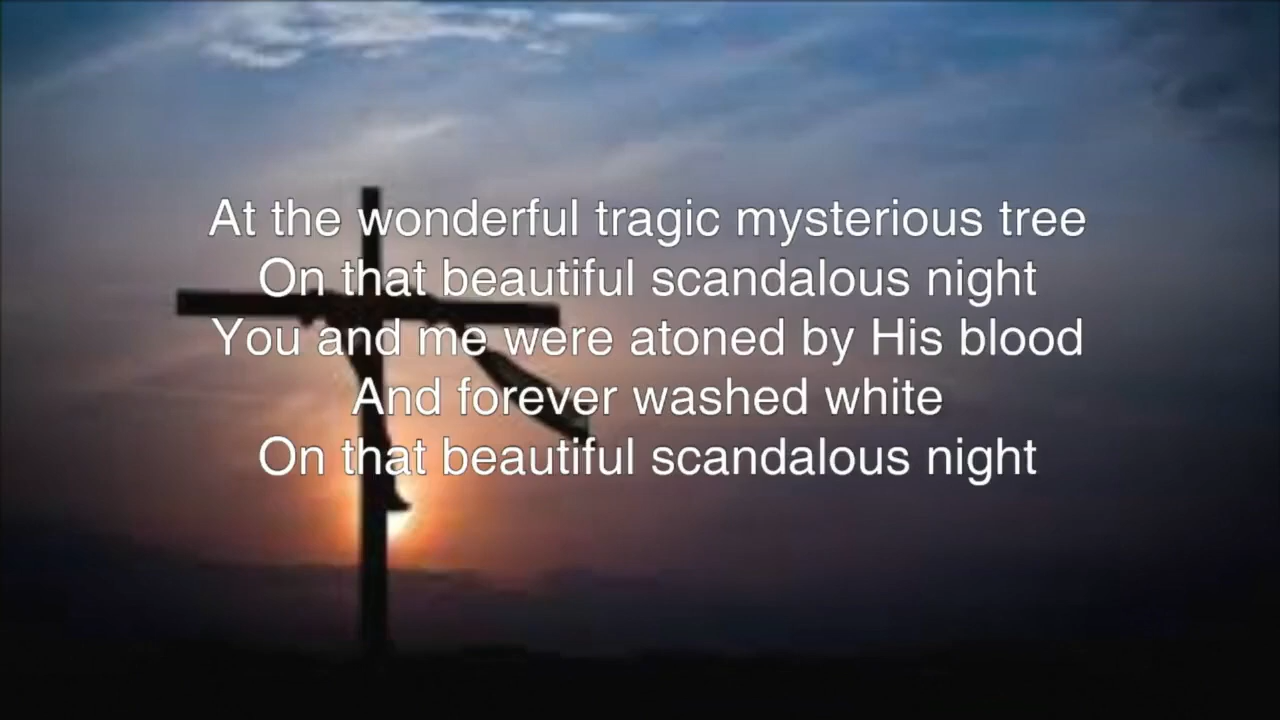 At the wonderful tragic mysterious tree
On that beautiful scandalous night
You and me were atoned by His blood
And forever washed white
On that beautiful scandalous night